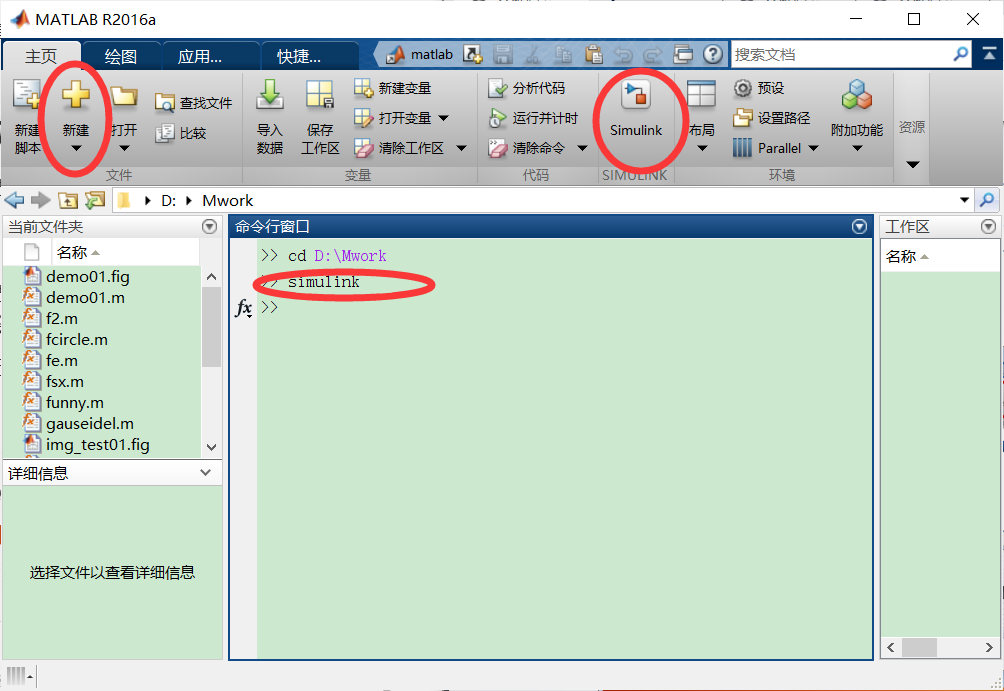 MATLAB R2016a
主页 绘图 应用... 快捷... matlab 搜索文档
新建脚本 新建 打开 查找文件 比较
文件
导入数据 保存工作区 新建变量 打开变量 清除工作区
变量
分析代码 运行并计时 清除命令
代码
Simulink
SIMULINK
布局 预设 设置路径 Parallel 附加功能
环境
资源
D: Mwork
当前文件夹
名称
demo01.fig
demo01.m
f2.m
fcircle.m
fe.m
fsx.m
funny.m
gauseidel.m
img_test01.fig
详细信息
选择文件以查看详细信息
命令行窗口
>> cd D:\Mwork
>> simulink
fx >>
工作区
名称